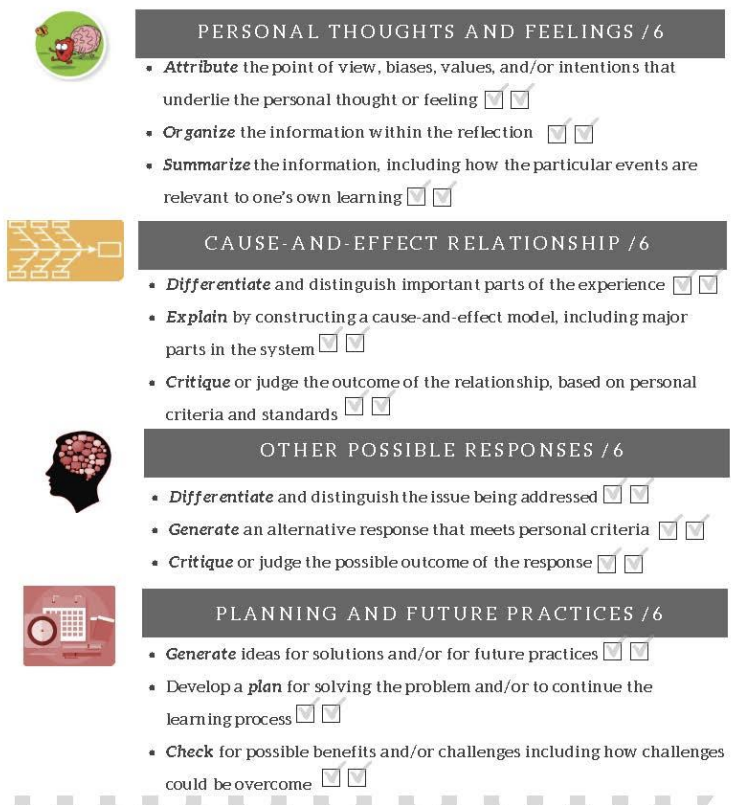 PERSONAL THOUGHTS AND FEELINGS /6
• Attribute the point of view, biases, values, and/or intentions that
underlie the personal thought or feeling
• Organize the information within the reflection
• Summarize the information, including how the particular events are
relevant to one's own learning
CAUSE-AND-EFFECT RELATIONSHIP /6
• Differentiate and distinguish important parts of the experience
• Explain by constructing a cause-and-effect model, including major
parts in the system
• Critique or judge the outcome of the relationship, based on personal
criteria and standards
OTHER POSSIBLE RESPONSES /6
• Differentiate and distinguish the issue being addressed
• Generate an alternative response that meets personal criteria
• Critique or judge the possible outcome of the response
PLANNING AND FUTURE PRACTICES /6
• Generate ideas for solutions and/or for future practices
• Develop a plan for solving the problem and/or to continue the
learning process
• Check for possible benefits and/or challenges including how challenges
could be overcome